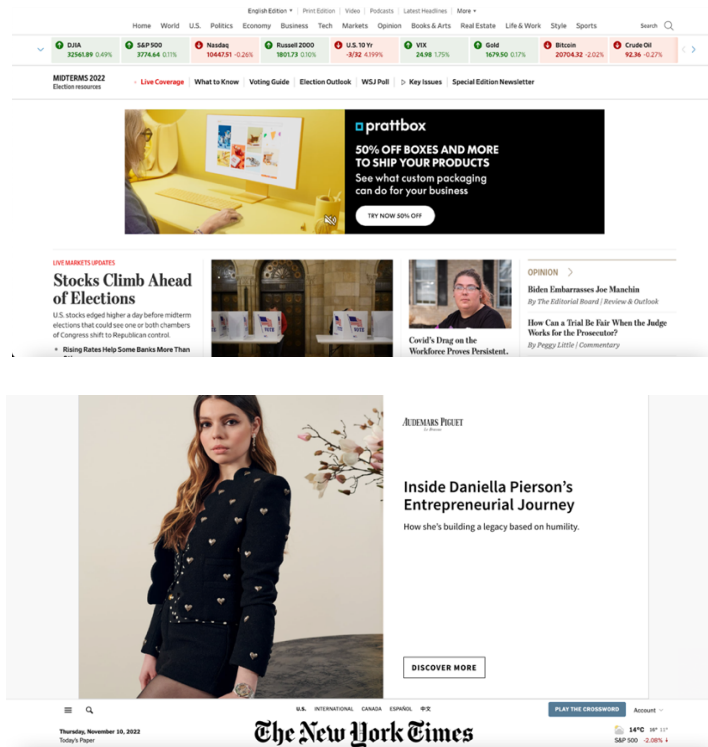 English Edition Print Edition Video Podcasts Latest Headlines More
Home World U.S. Politics Economy Business Tech Markets Opinion Books & Arts Real Estate Life & Work Style Sports Search
DJIA S&P 500 Nasdaq Russell 2000 U.S. 10 Yr VIX Gold Bitcoin Crude Oil
32561.89 0.49% 3774.64 0.11% 10447.51 -0.26% 1801.73 0.10% -3/32 4.199% 24.98 1.75% 1679.50 0.17% 20704.32 -2.02% 92.36 -0.27%
MIDTERMS 2022
Election resources
Live Coverage What to Know Voting Guide Election Outlook WSJ Poll Key Issues Special Edition Newsletter
prattbox
50% OFF BOXES AND MORE
TO SHIP YOUR PRODUCTS
See what custom packaging
can do for your business
TRY NOW 50% OFF
LIVE MARKETS UPDATES
Stocks Climb Ahead
of Elections
U.S. stocks edged higher a day before midterm
elections that could see one or both chambers
of Congress shift to Republican control.
Rising Rates Help Some Banks More Than
VOTE
VOTE
Covid's Drag on the
Workforce Proves Persistent.
OPINION
Biden Embarrasses Joe Manchin
By The Editorial Board | Review & Outlook
How Can a Trial Be Fair When the Judge
Works for the Prosecutor?
By Peggy Little | Commentary
AUDEMARS PIGUET
Le Brassus
Inside Daniella Pierson's
Entrepreneurial Journey
How she's building a legacy based on humility.
DISCOVER MORE
U.S. INTERNATIONAL CANADA ESPAÑOL 中文
PLAY THE CROSSWORD Account
Thursday, November 10, 2022
Today's Paper
The New York Times
14°C 18° 11°
S&P 500 -2.08%